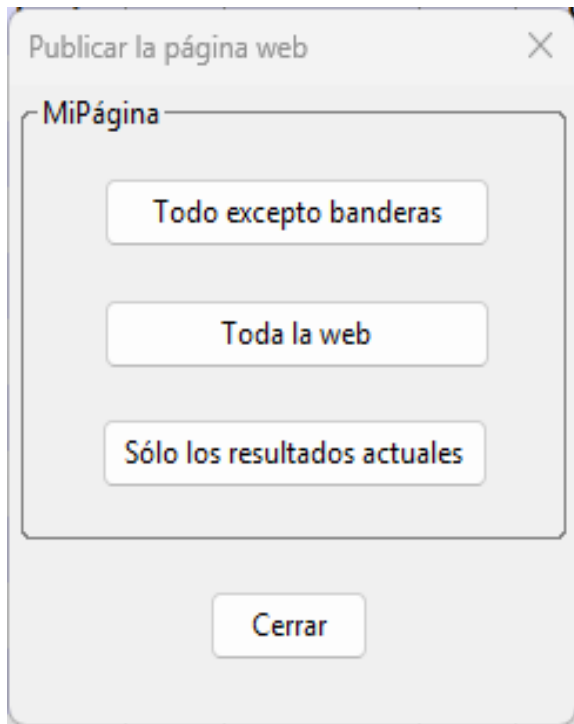 Publicar la página web
MiPágina
Todo excepto banderas
Toda la web
Sólo los resultados actuales
Cerrar